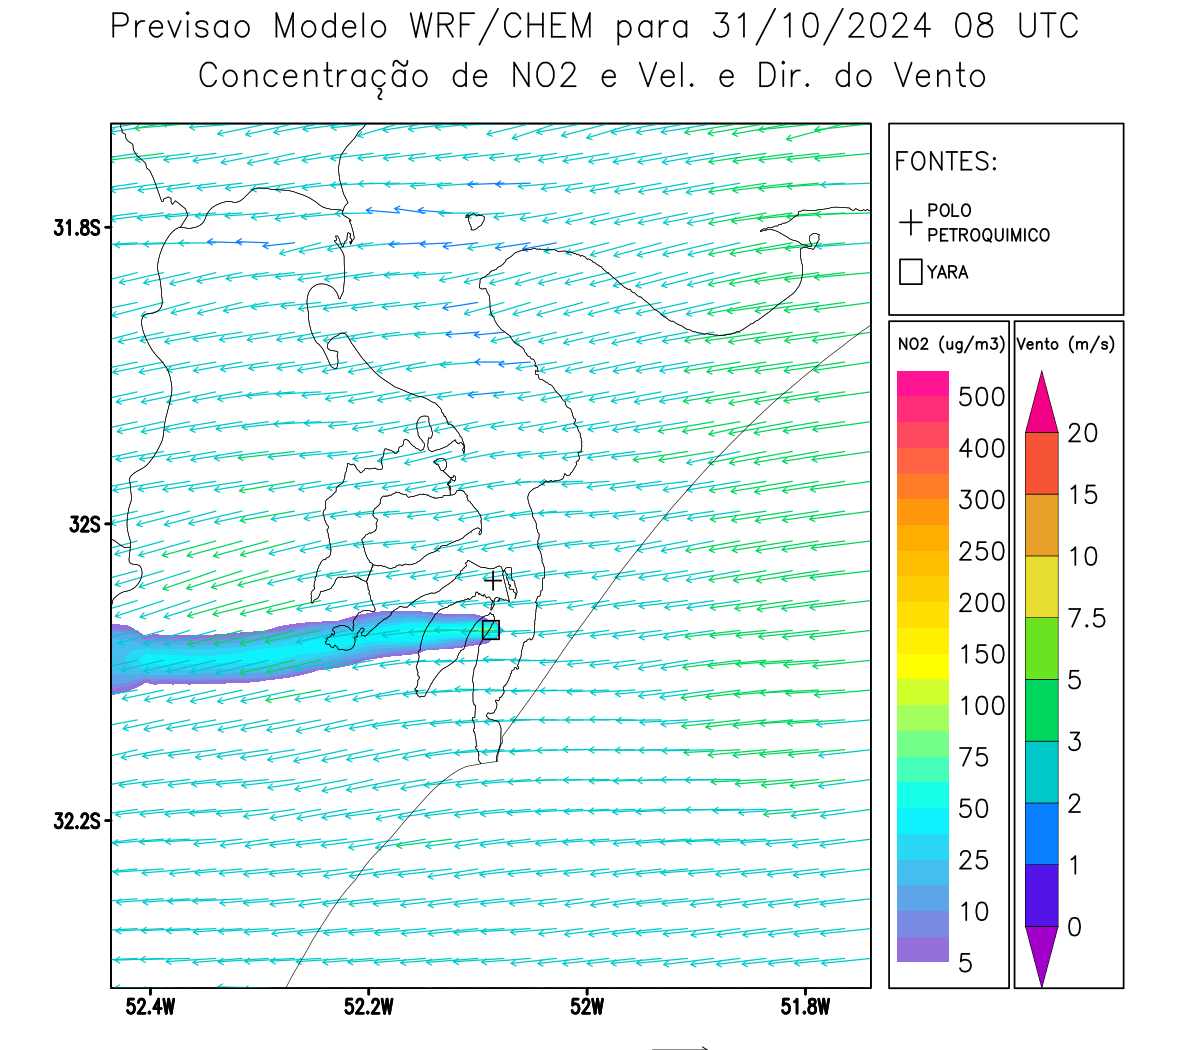 Previsao Modelo WRF/CHEM para 31/10/2024 08 UTC
Concentração de NO2 e Vel. e Dir. do Vento
FONTES:
POLO
PETROQUIMICO
YARA
NO2 (ug/m3)
500
400
300
250
200
150
100
75
50
25
10
5
Vento (m/s)
20
15
10
7.5
5
3
2
1
0
31.8S
32S
32.2S
52.4W 52.2W 52W 51.8W